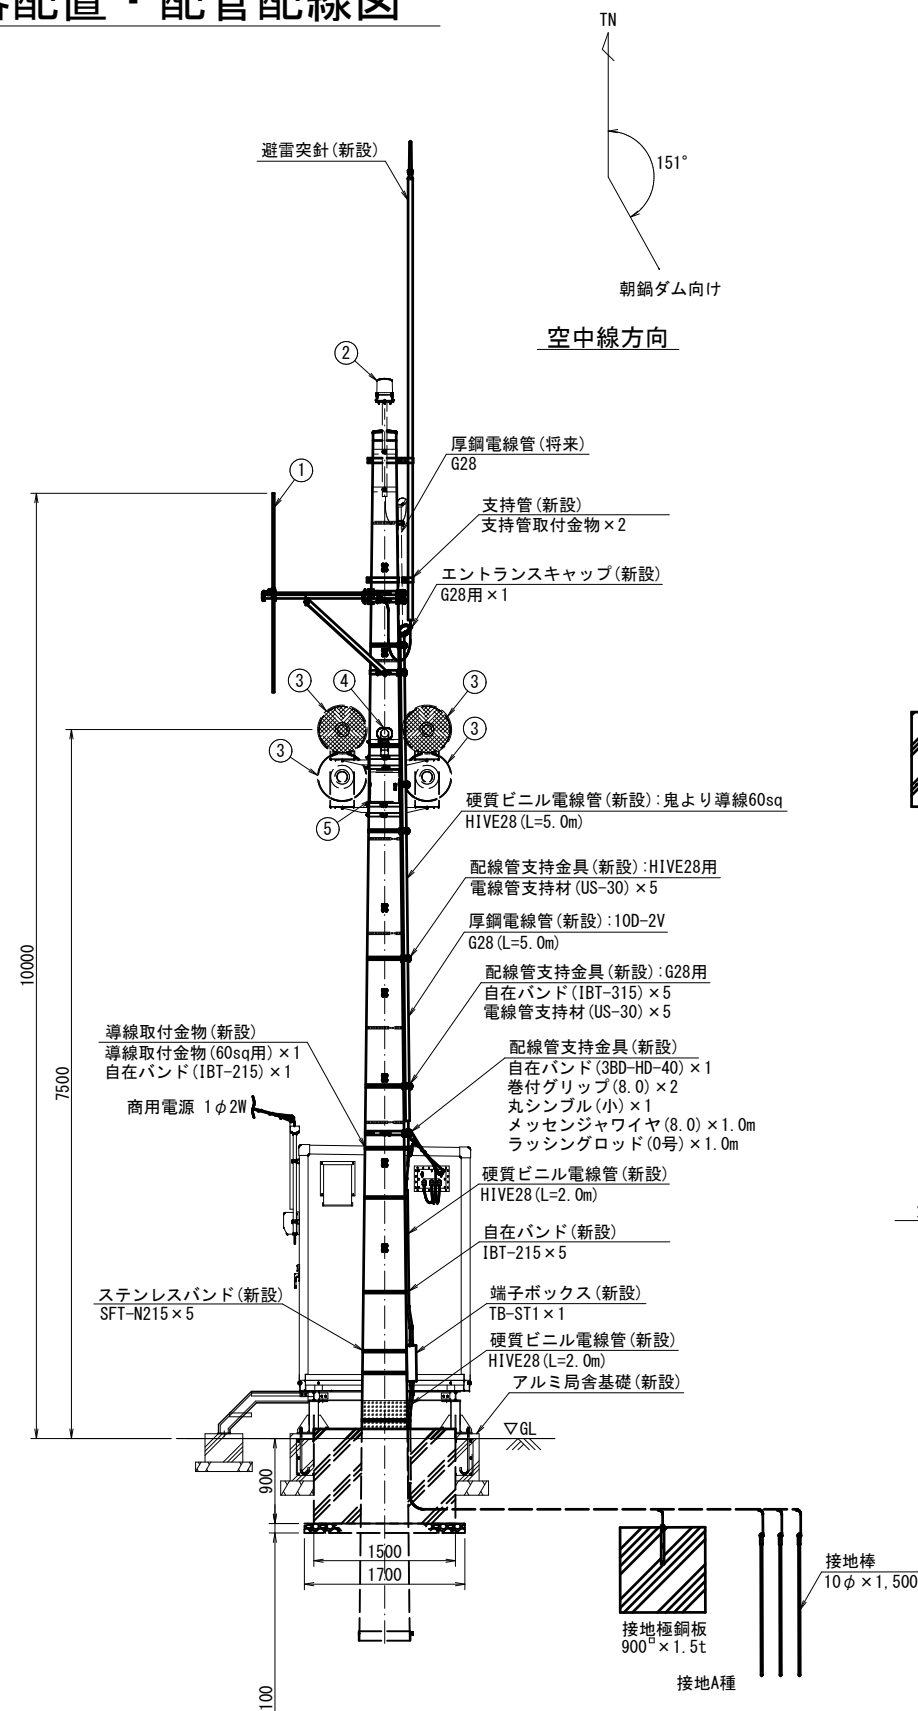 配置・配管配線図
TN
151°
朝鍋ダム向け
空中線方向
避雷突針(新設)
②
①
厚鋼電線管(将来)
G28
支持管(新設)
支持管取付金物×2
エントランスキャップ(新設)
G28用×1
③
④
③
③
③
⑤
硬質ビニル電線管(新設):鬼より導線60sq
HIVE28(L=5.0m)
配線管支持金具(新設):HIVE28用
電線管支持材(US-30)×5
厚鋼電線管(新設):10D-2V
G28(L=5.0m)
配線管支持金具(新設):G28用
自在バンド(IBT-315)×5
電線管支持材(US-30)×5
10000
7500
導線取付金物(新設)
導線取付金物(60sq用)×1
自在バンド(IBT-215)×1
商用電源 1φ2W
配線管支持金具(新設)
自在バンド(3BD-HD-40)×1
巻付グリップ(8.0)×2
丸シンブル(小)×1
メッセンジャワイヤ(8.0)×1.0m
ラッシングロッド(0号)×1.0m
硬質ビニル電線管(新設)
HIVE28(L=2.0m)
自在バンド(新設)
IBT-215×5
ステンレスバンド(新設)
SFT-N215×5
端子ボックス(新設)
TB-ST1×1
硬質ビニル電線管(新設)
HIVE28(L=2.0m)
アルミ局舎基礎(新設)
▽GL
900
1500
1700
100
接地極銅板
900□×1.5t
接地棒
10φ×1,500
接地A種